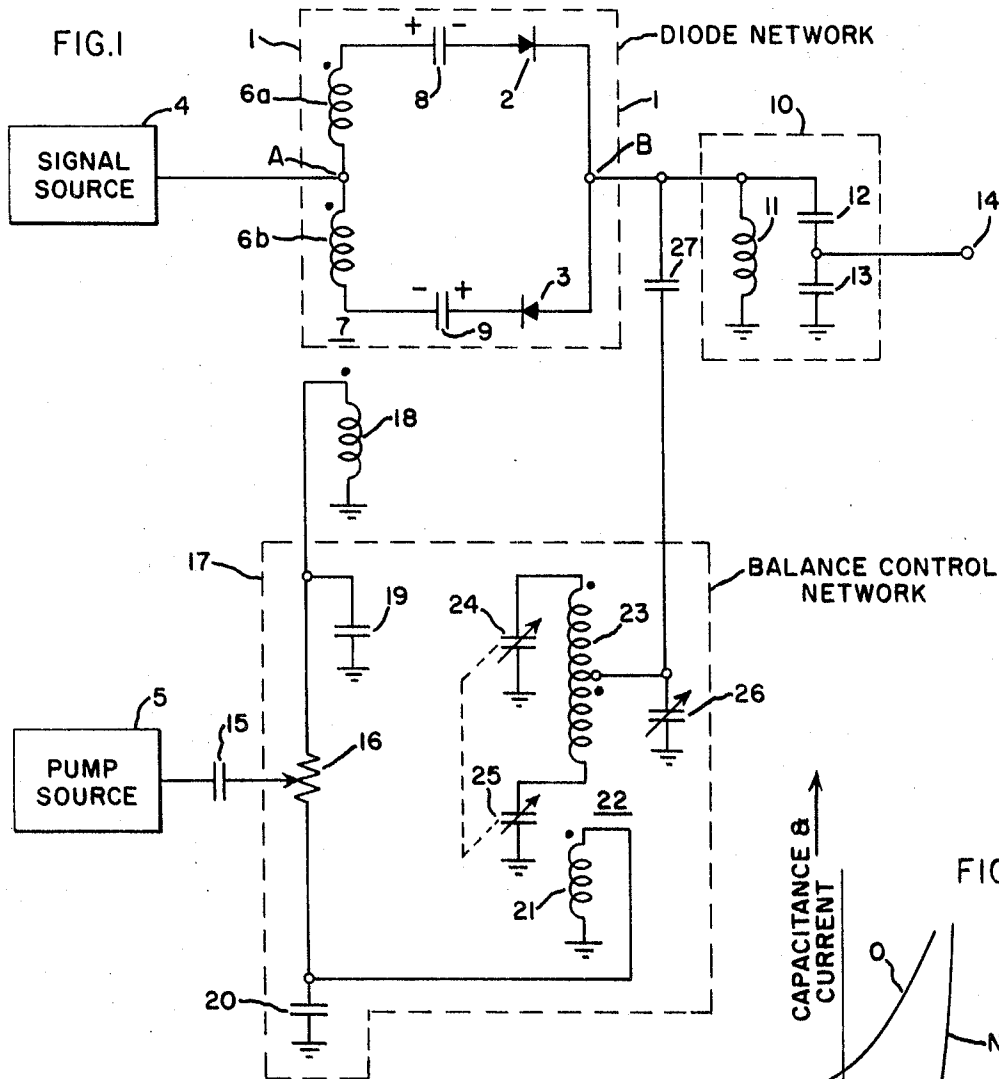 FIG.1
1
DIODE NETWORK
+ -
8
2
6a
4
SIGNAL
SOURCE
A
B
1
10
6b
11
12
14
13
27
3
- +
9
7
18
17
BALANCE CONTROL
NETWORK
19
24
23
26
5
PUMP
SOURCE
15
16
25
22
21
20
CAPACITANCE &
CURRENT
FIG
O
N